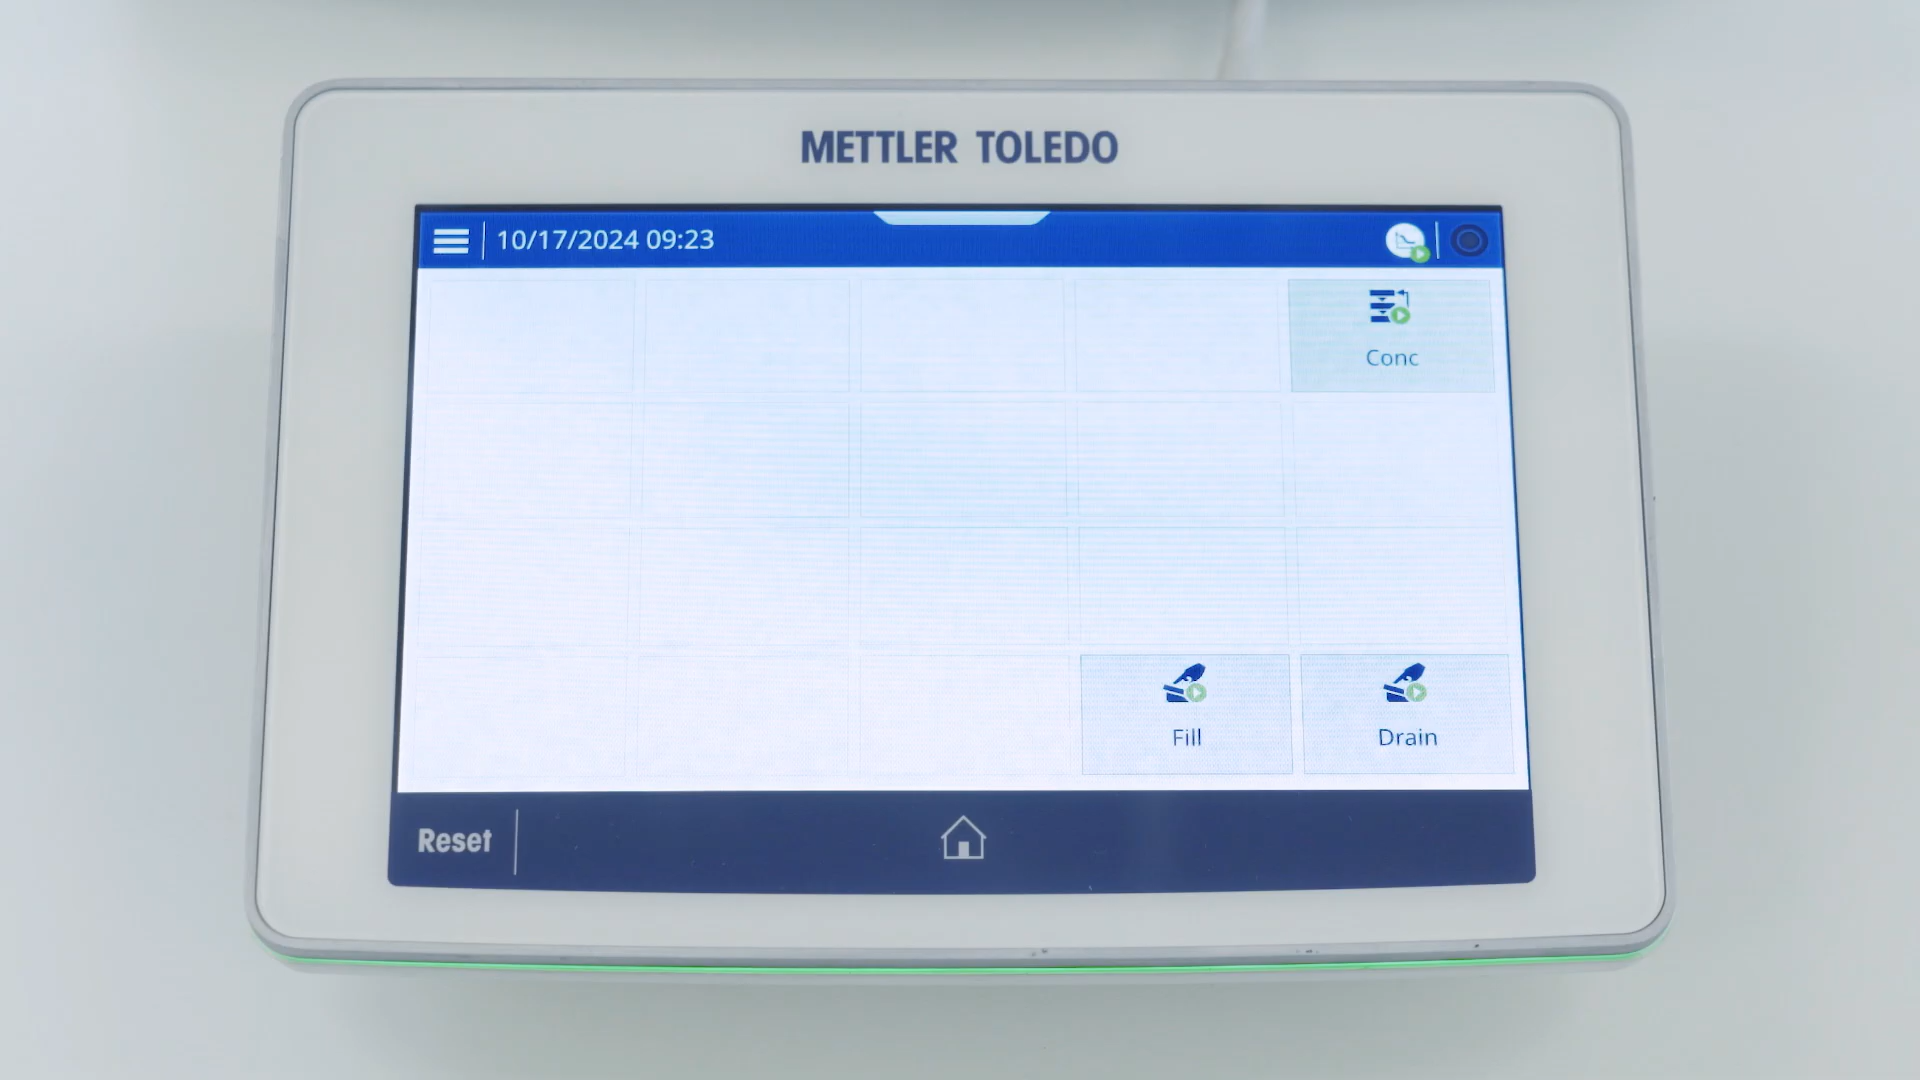 METTLER TOLEDO
10/17/2024 09:23
Conc
Fill
Drain
Reset